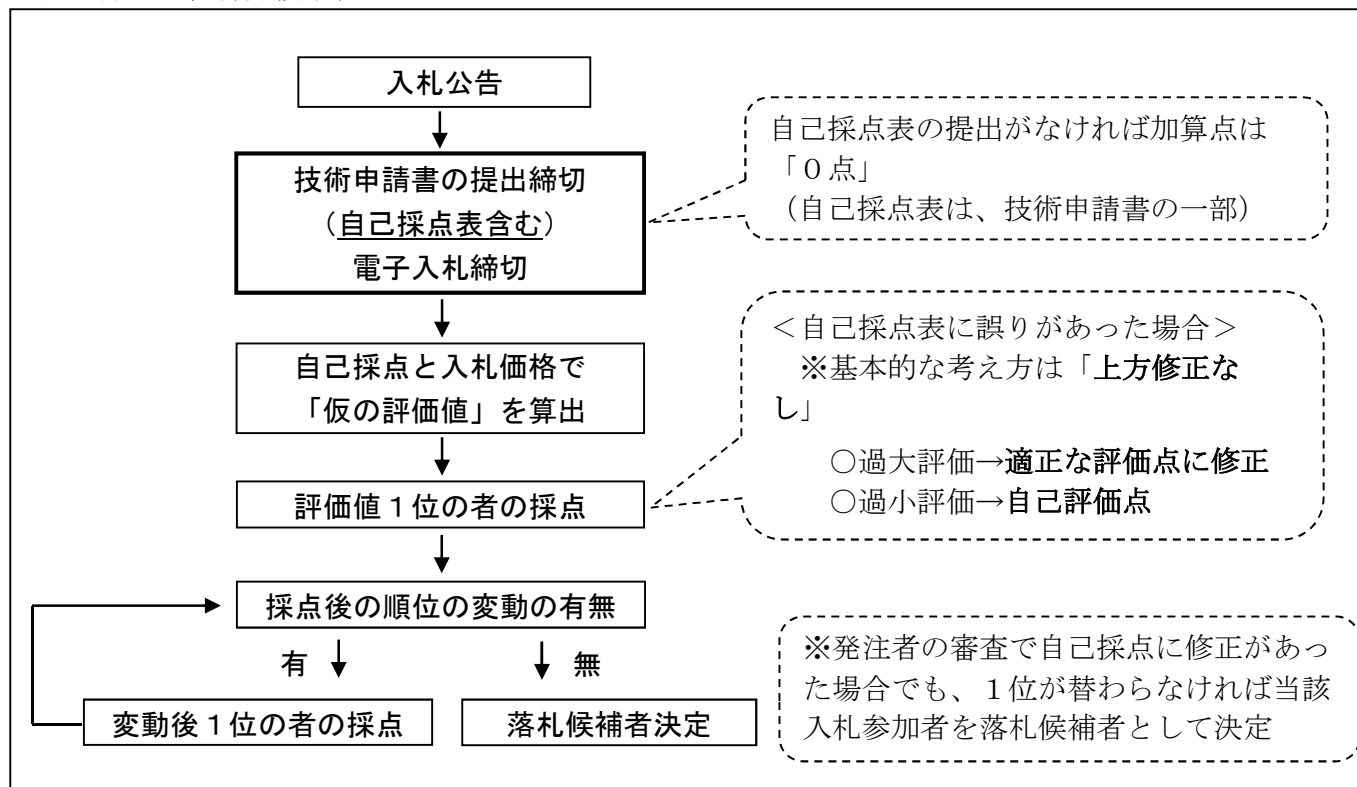 入札公告
技術申請書の提出締切
（自己採点表含む）
電子入札締切
自己採点表の提出がなければ加算点は
「０点」
（自己採点表は、技術申請書の一部）
自己採点と入札価格で
「仮の評価値」を算出
＜自己採点表に誤りがあった場合＞
※基本的な考え方は「上方修正な
し」
○過大評価→適正な評価点に修正
○過小評価→自己評価点
評価値１位の者の採点
採点後の順位の変動の有無
有
無
変動後１位の者の採点
落札候補者決定
※発注者の審査で自己採点に修正があっ
た場合でも、１位が替わらなければ当該
入札参加者を落札候補者として決定